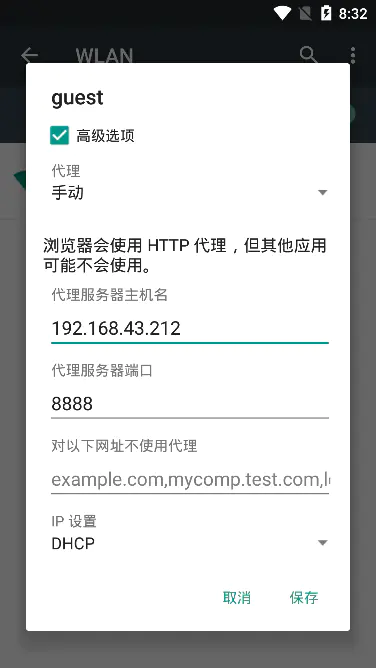 8:32
WLAN
guest
高级选项
代理
手动
浏览器会使用 HTTP 代理，但其他应用
可能不会使用。
代理服务器主机名
192.168.43.212
代理服务器端口
8888
对以下网址不使用代理
example.com,mycomp.test.com,l
IP 设置
DHCP
取消 保存